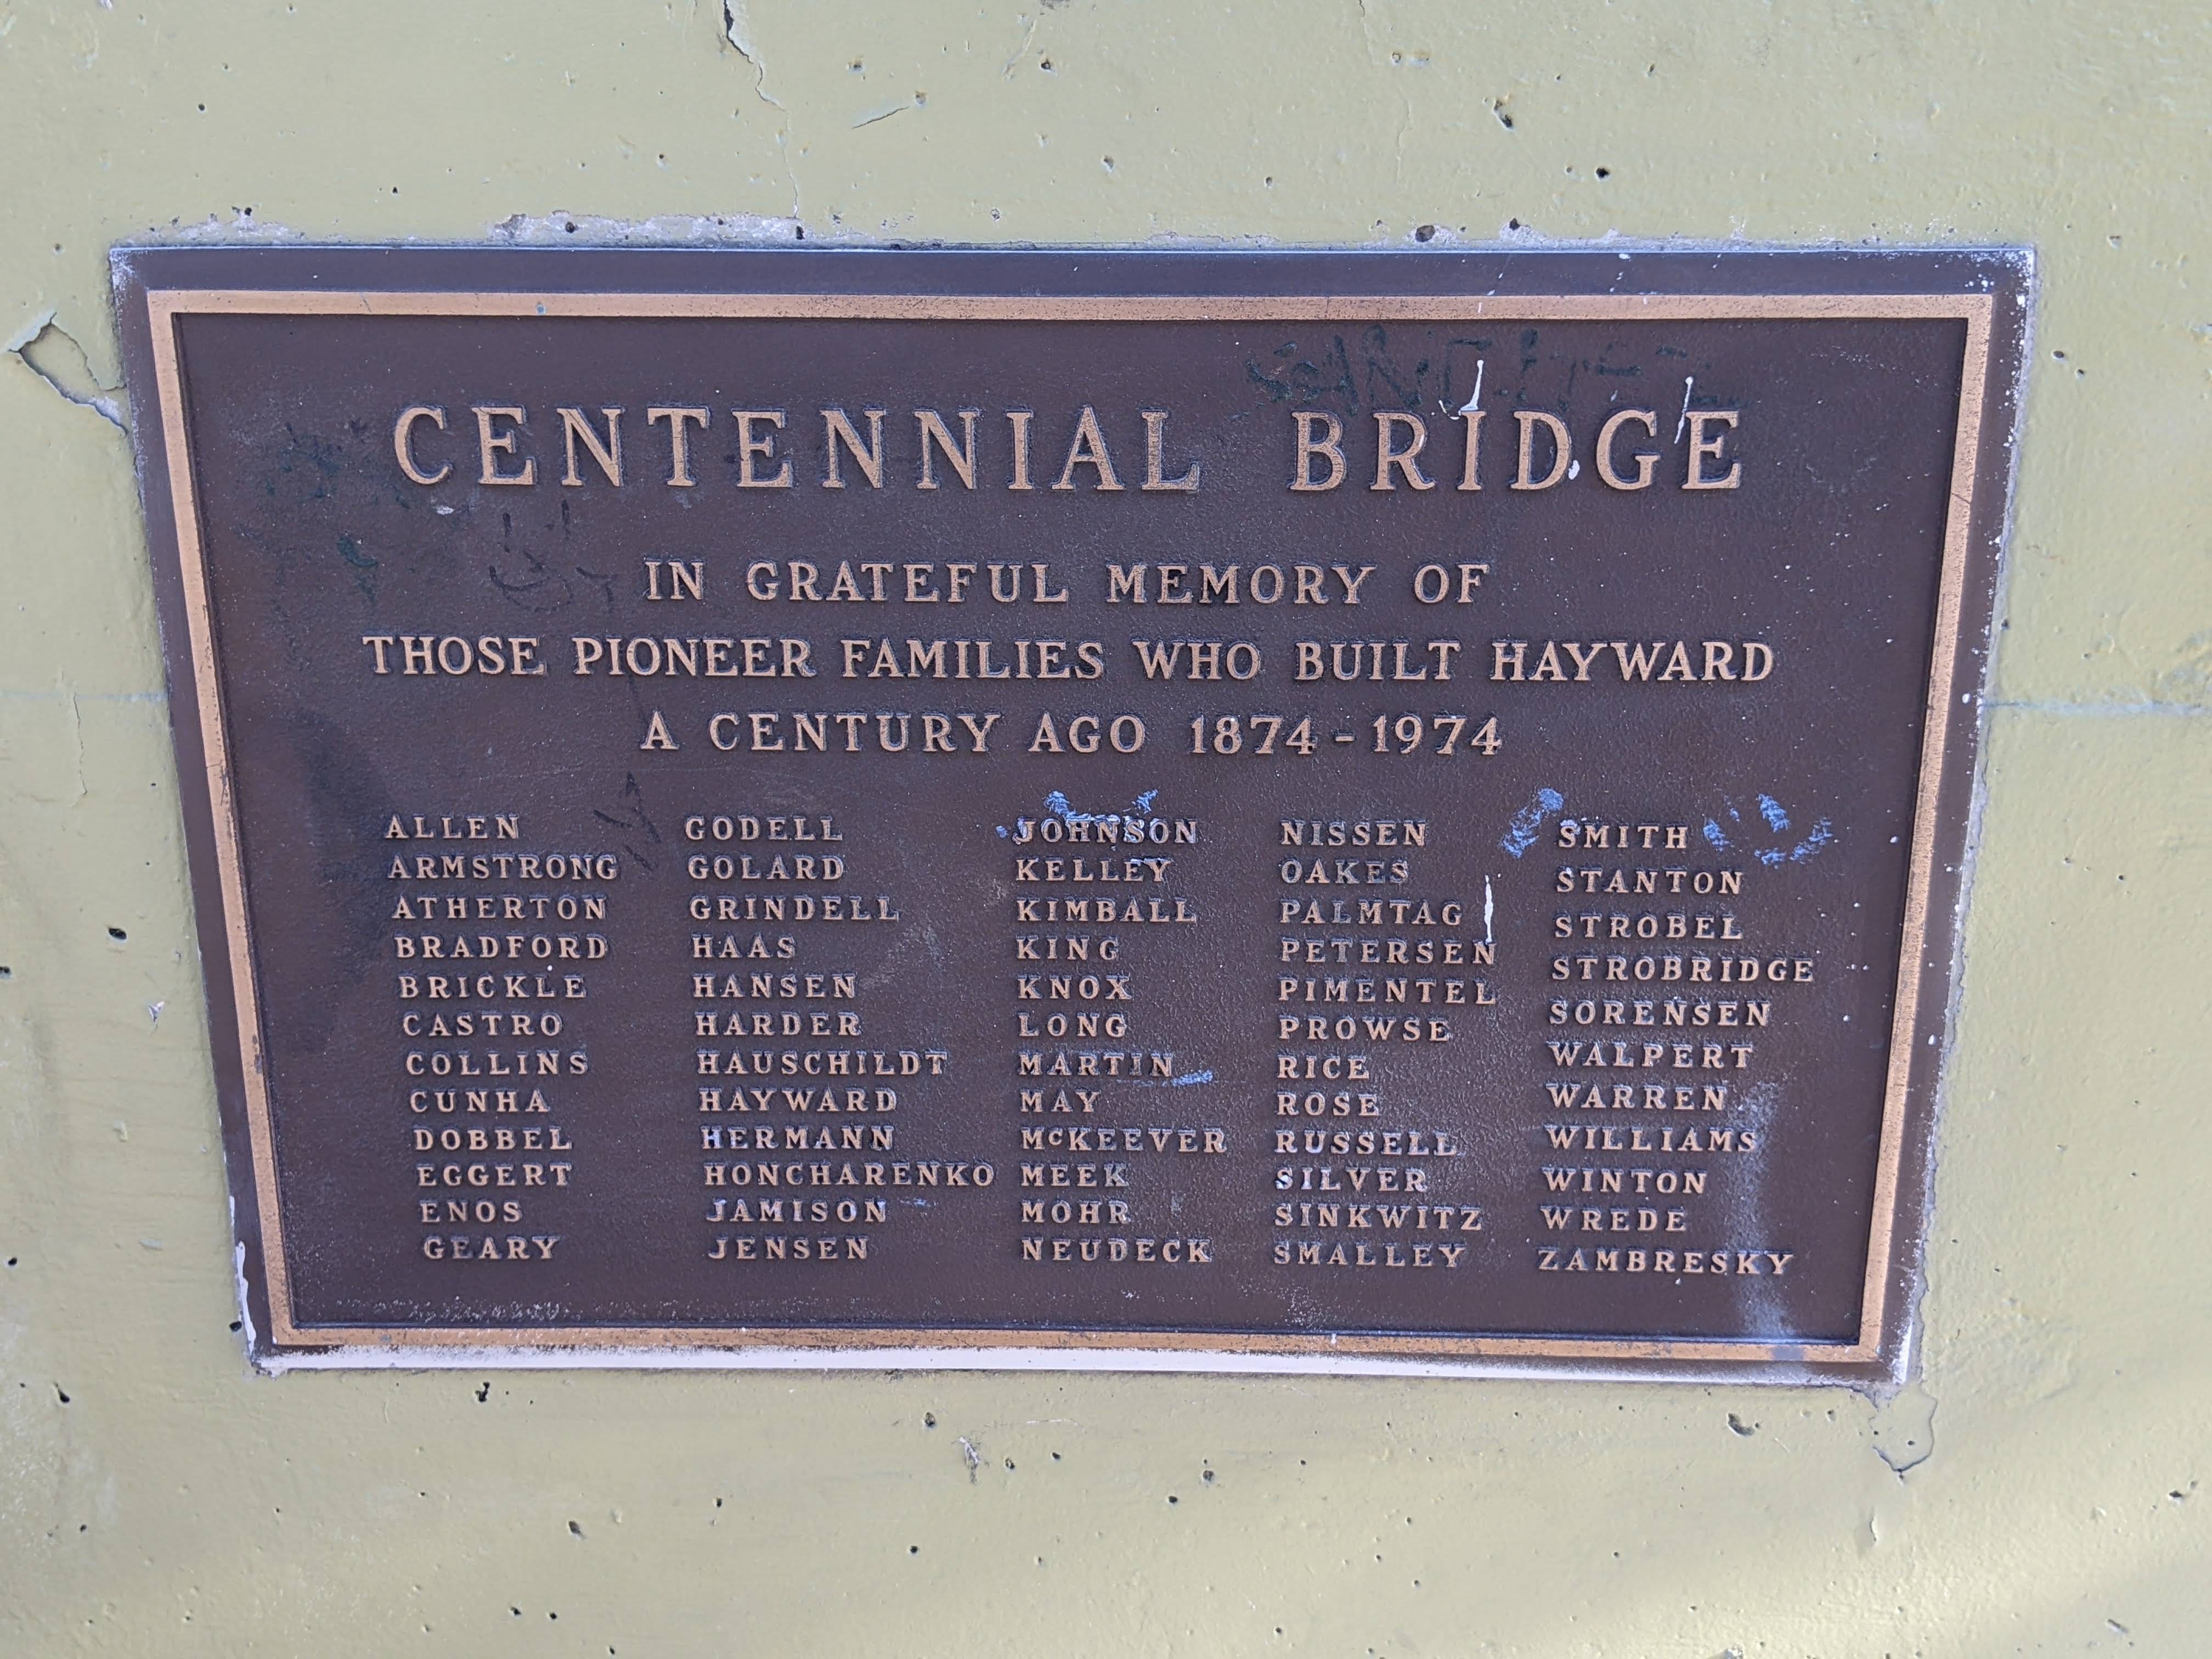 CENTENNIAL BRIDGE
IN GRATEFUL MEMORY OF
THOSE PIONEER FAMILIES WHO BUILT HAYWARD
A CENTURY AGO 1874-1974
ALLEN
ARMSTRONG
ATHERTON
BRADFORD
BRICKLE
CASTRO
COLLINS
CUNHA
DOBBEL
EGGERT
ENOS
GEARY
GODELL
GOLARD
GRINDELL
HAAS
HANSEN
HARDER
HAUSCHILDT
HAYWARD
HERMANN
HONCHARENKO
JAMISON
JENSEN
JOHNSON
KELLEY
KIMBALL
KING
KNOX
LONG
MARTIN
MAY
McKEEVER
MEEK
MOHR
NEUDECK
NISSEN
OAKES
PALMTAG
PETERSEN
PIMENTEL
PROWSE
RICE
ROSE
RUSSELL
SILVER
SINKWITZ
SMALLEY
SMITH
STANTON
STROBEL
STROBRIDGE
SORENSEN
WALPERT
WARREN
WILLIAMS
WINTON
WREDE
ZAMBRESKY